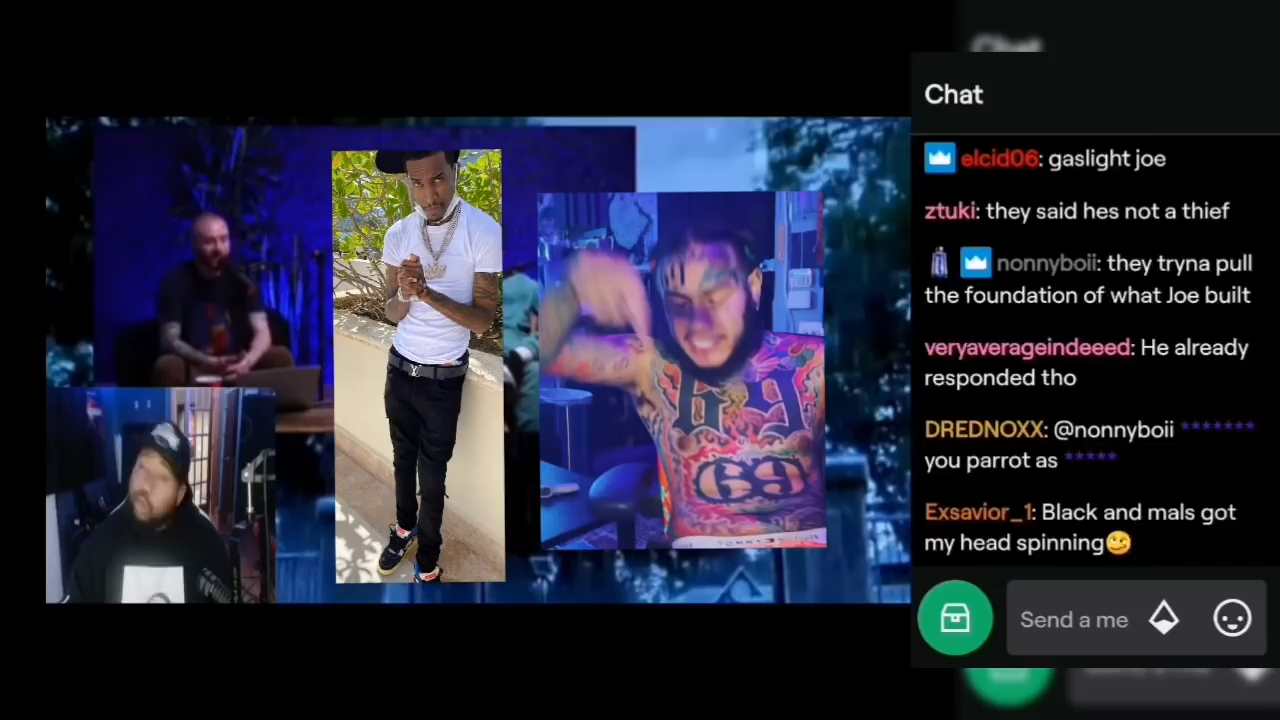 Chat
Chat
elcid06: gaslight joe
ztuki: they said hes not a thief
nonnyboii: they tryna pull
the foundation of what Joe built
veryaverageindeeed: He already
responded tho
DREDNOXX: @nonnyboii *******
you parrot as *****
Exsavior_1: Black and mals got
my head spinning🥴
Send a me
69
69